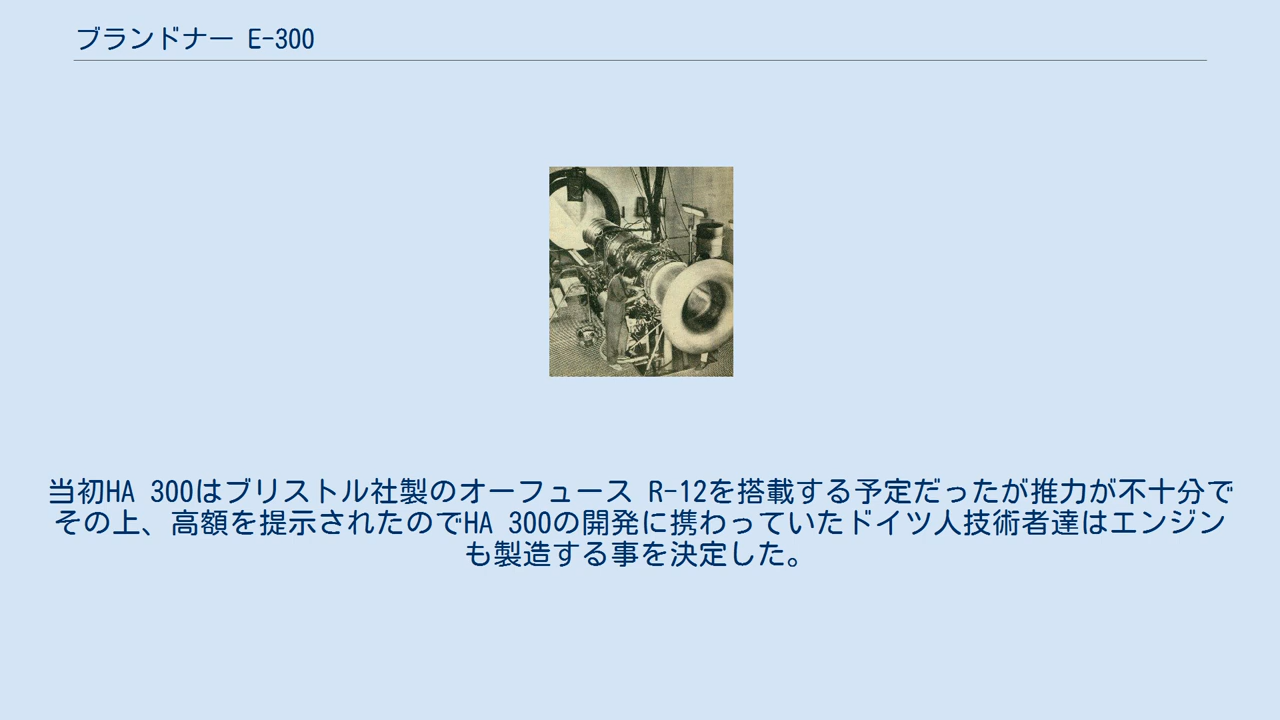 ブランドナー E-300
当初HA 300はブリストル社製のオーフュース R-12を搭載する予定だったが推力が不十分で
その上、高額を提示されたのでHA 300の開発に携わっていたドイツ人技術者達はエンジン
も製造する事を決定した。